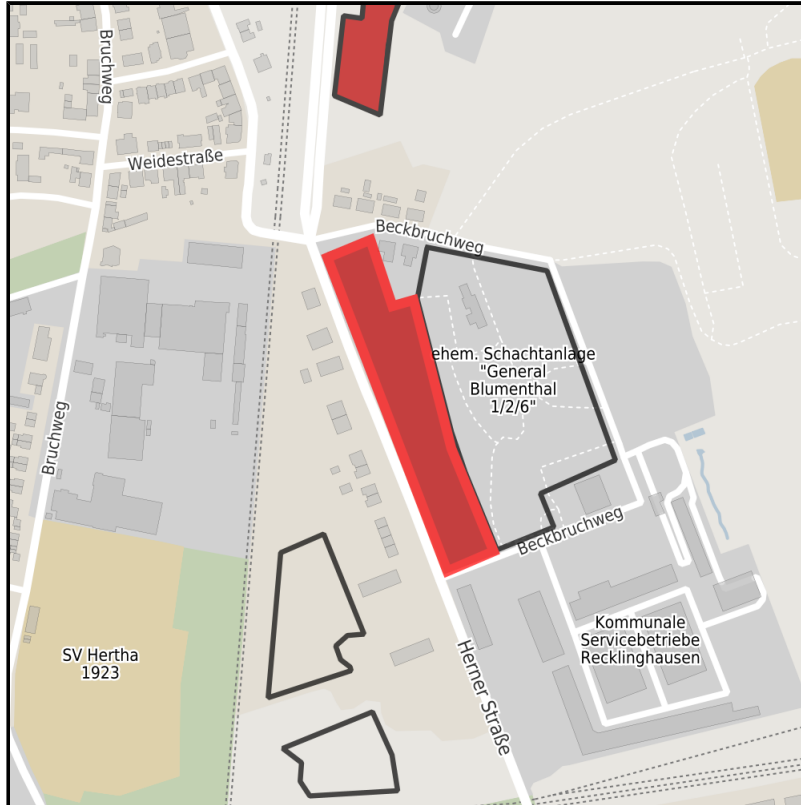 Bruchweg
Weidestraße
Beckbruchweg
ehem. Schachtanlage
"General
Blumenthal
1/2/6"
Bruchweg
Beckbruchweg
Kommunale
Servicebetriebe
Recklinghausen
SV Hertha
1923
Herner Straße